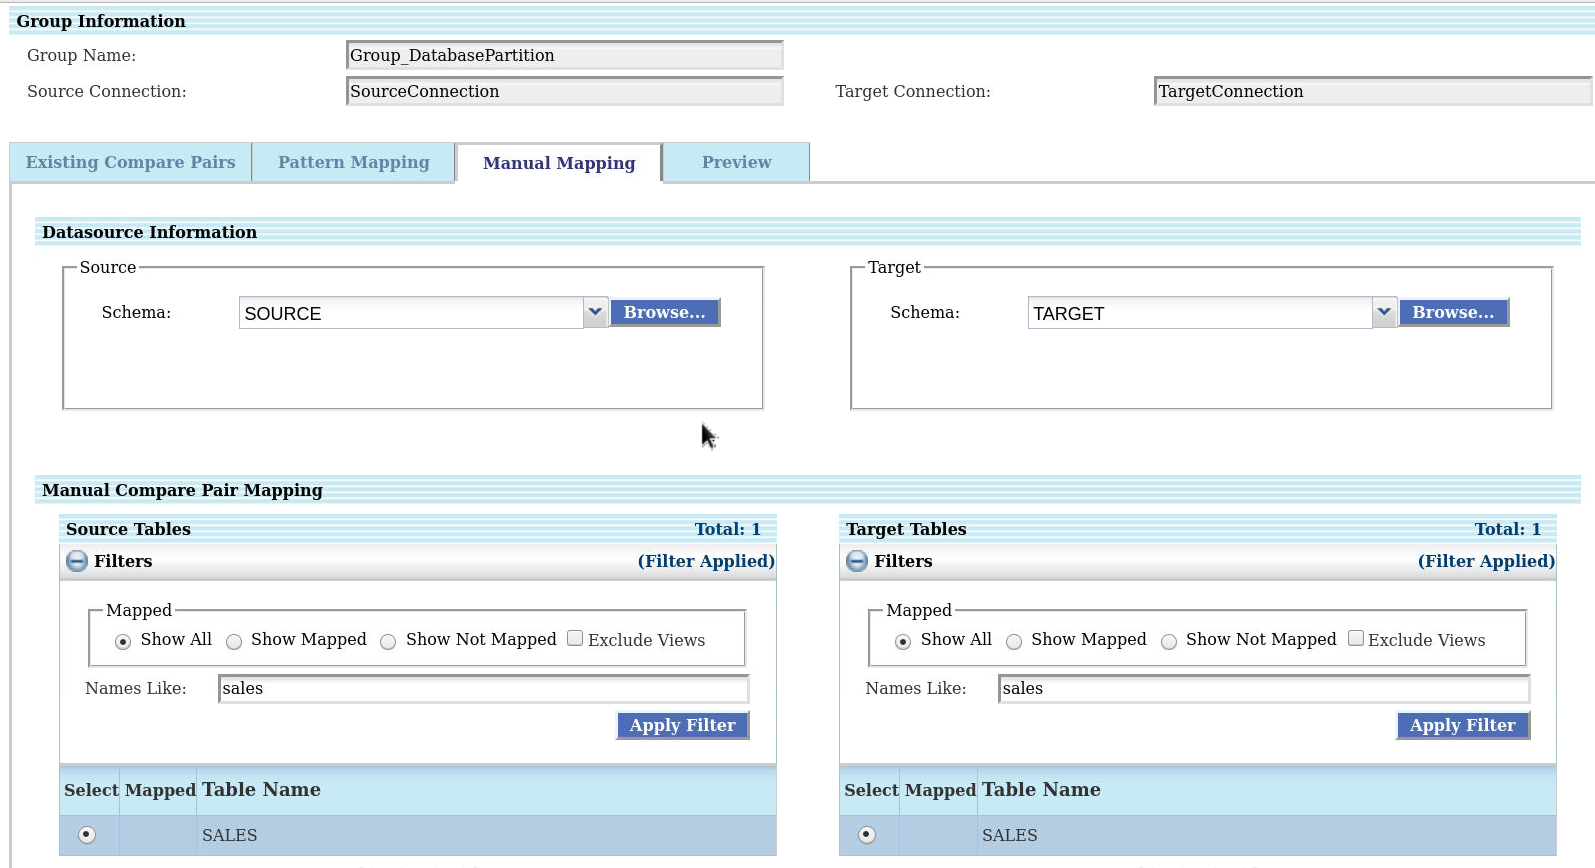 Group Information
Group Name: Group_DatabasePartition
Source Connection: SourceConnection Target Connection: TargetConnection
Existing Compare Pairs Pattern Mapping Manual Mapping Preview
Datasource Information
Source Target
Schema: SOURCE Browse... Schema: TARGET Browse...
Manual Compare Pair Mapping
Source Tables Total: 1 Target Tables Total: 1
Filters (Filter Applied) Filters (Filter Applied)
Mapped Mapped
Show All Show Mapped Show Not Mapped Exclude Views Show All Show Mapped Show Not Mapped Exclude Views
Names Like: sales Names Like: sales
Apply Filter Apply Filter
Select Mapped Table Name Select Mapped Table Name
SALES SALES